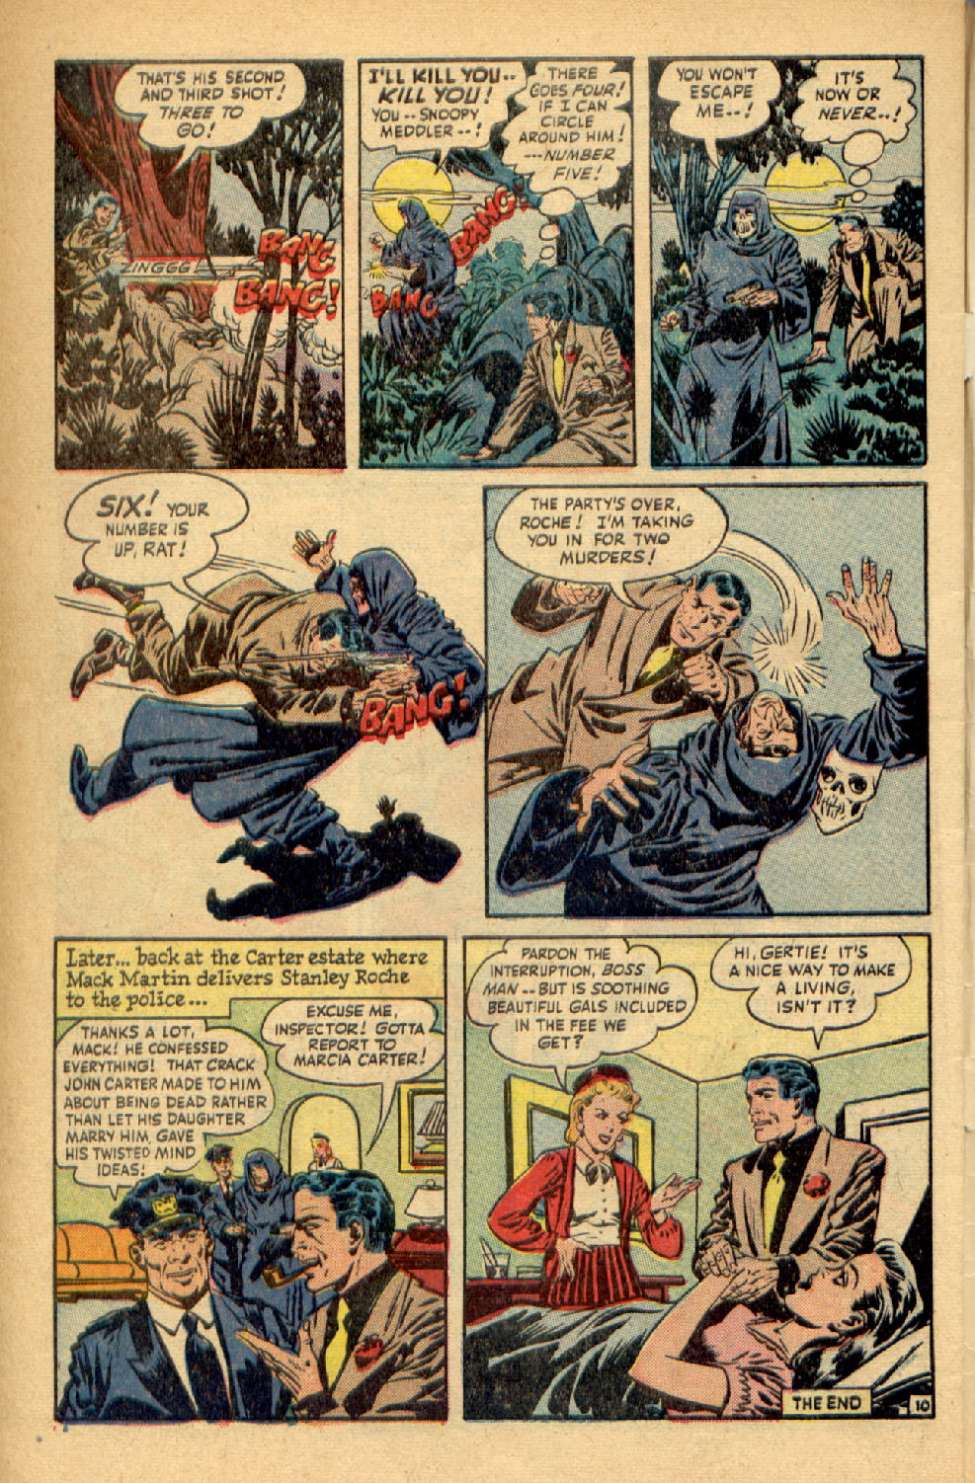 THAT'S HIS SECOND
AND THIRD SHOT!
THREE TO
GO!
ZINGGG!
BANG
BANG!
I'LL KILL YOU--
KILL YOU!
YOU--SNOOPY
MEDDLER--!
THERE
GOES FOUR!
IF I CAN
CIRCLE
AROUND HIM!
---NUMBER
FIVE!
BANG!
BANG
YOU WON'T
ESCAPE
ME--!
IT'S
NOW OR
NEVER--!
SIX! YOUR
NUMBER IS
UP, RAT!
BANG!
THE PARTY'S OVER,
ROCHE! I'M TAKING
YOU IN FOR TWO
MURDERS!
Later... back at the Carter estate where
Mack Martin delivers Stanley Roche
to the police...
THANKS A LOT,
MACK! HE CONFESSED
EVERYTHING! THAT CRACK
JOHN CARTER MADE TO HIM
ABOUT BEING DEAD RATHER
THAN LET HIS DAUGHTER
MARRY HIM, GAVE
HIS TWISTED MIND
IDEAS!
EXCUSE ME,
INSPECTOR! GOTTA
REPORT TO
MARCIA CARTER!
PARDON THE
INTERRUPTION, BOSS
MAN--BUT IS SOOTHING
BEAUTIFUL GALS INCLUDED
IN THE FEE WE
GET?
HI, GERTIE! IT'S
A NICE WAY TO MAKE
A LIVING,
ISN'T IT?
THE END
10